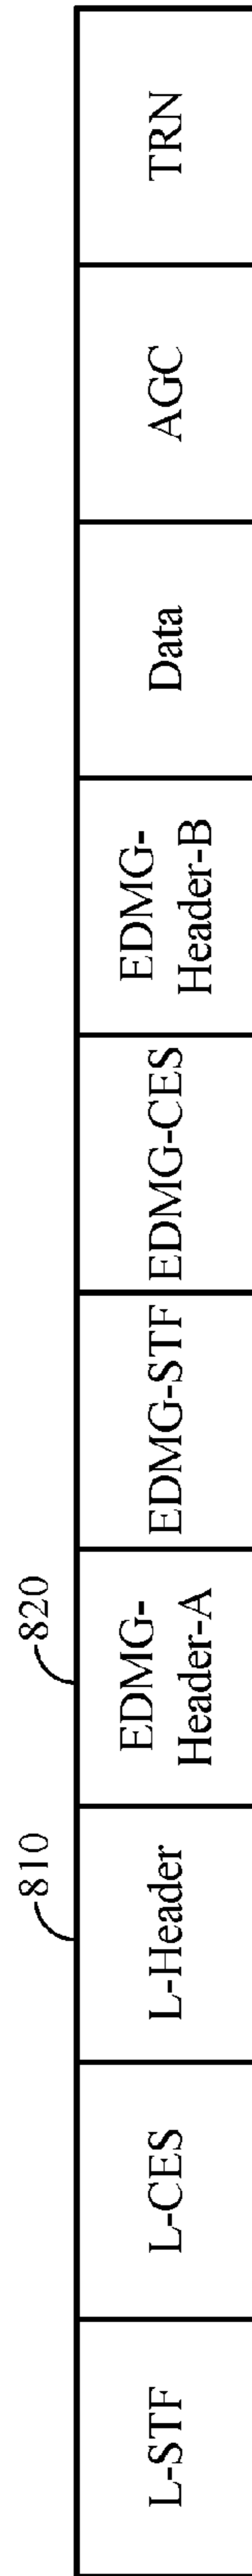 810
820
L-STF
L-CES
L-Header
EDMG-
Header-A
EDMG-STF
EDMG-CES
EDMG-
Header-B
Data
AGC
TRN